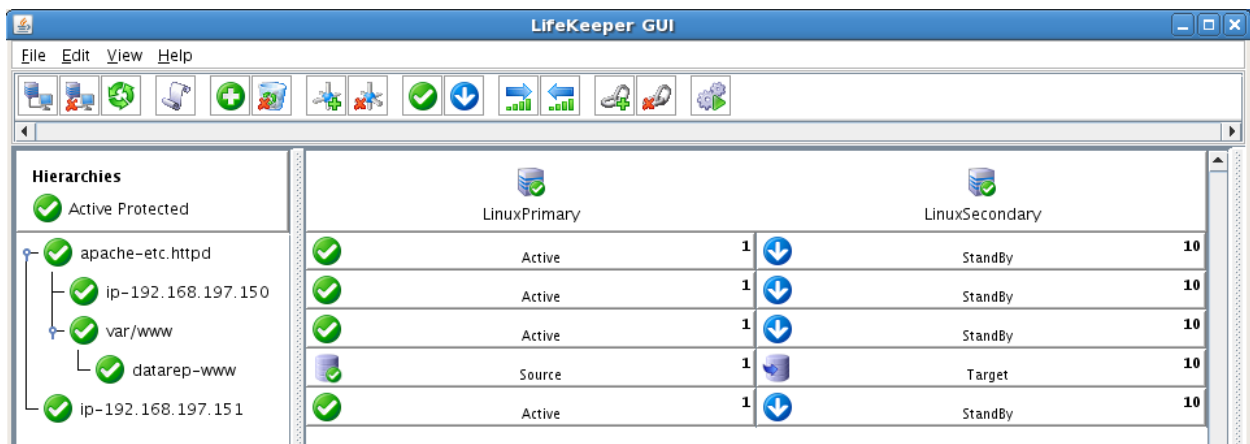 LifeKeeper GUI
File Edit View Help
Hierarchies
Active Protected
LinuxPrimary
LinuxSecondary
apache-etc.httpd
Active 1
StandBy 10
ip-192.168.197.150
Active 1
StandBy 10
var/www
Active 1
StandBy 10
datarep-www
Source 1
Target 10
ip-192.168.197.151
Active 1
StandBy 10